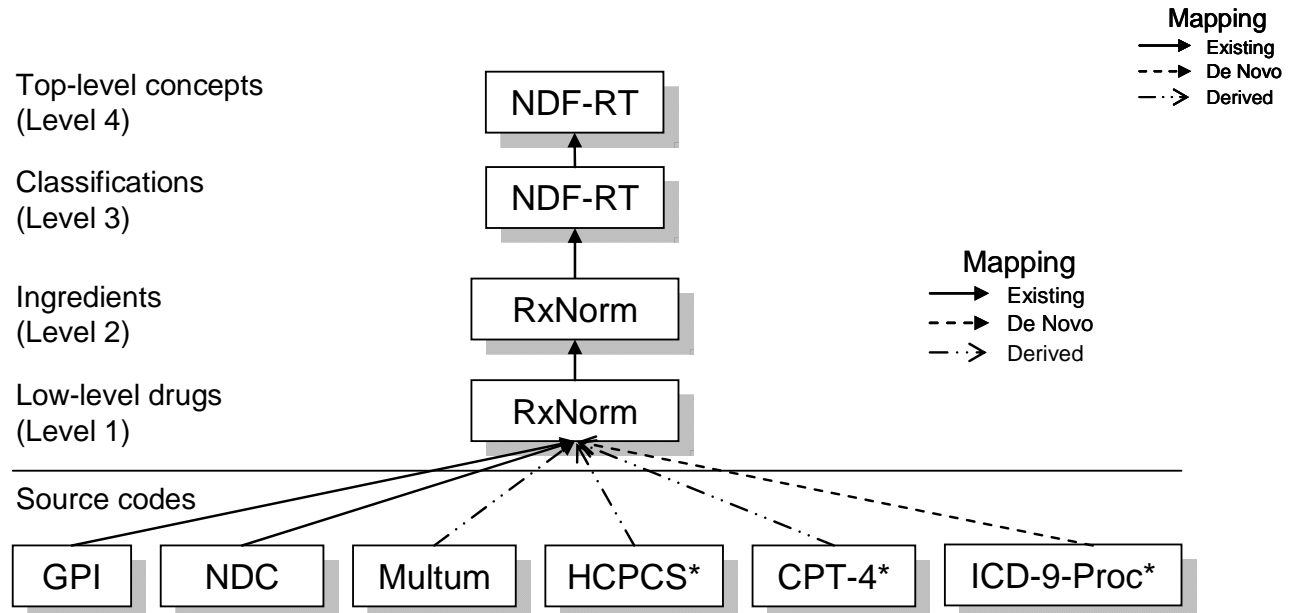 Mapping
Existing
De Novo
Derived
Top-level concepts
(Level 4)
NDF-RT
Classifications
(Level 3)
NDF-RT
Mapping
Existing
De Novo
Derived
Ingredients
(Level 2)
RxNorm
Low-level drugs
(Level 1)
RxNorm
Source codes
GPI
NDC
Multum
HCPCS*
CPT-4*
ICD-9-Proc*